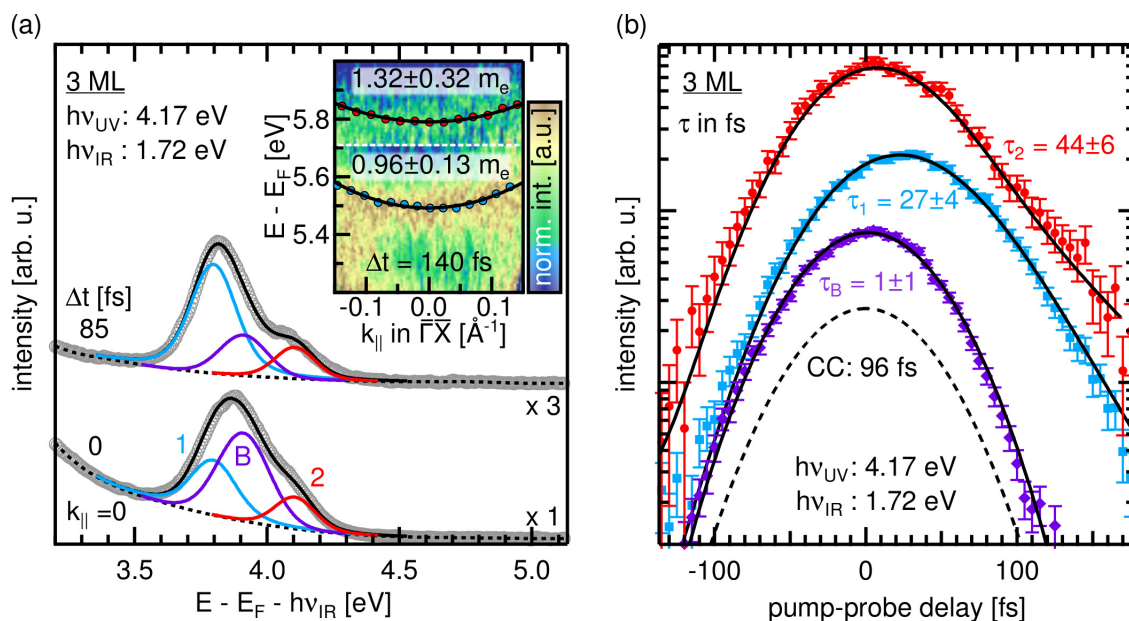 (a)
3 ML
hν_UV: 4.17 eV
hν_IR : 1.72 eV
1.32±0.32 m_e
0.96±0.13 m_e
Δt = 140 fs
E - E_F [eV]
5.8
5.6
5.4
-0.1 0.0 0.1
k_|| in Γ̅X̅ [Å⁻¹]
norm. int. [a.u.]
Δt [fs]
85
x 3
0
1
B
2
k_|| =0
x 1
intensity [arb. u.]
3.5 4.0 4.5 5.0
E - E_F - hν_IR [eV]
(b)
3 ML
τ in fs
τ_2 = 44±6
τ_1 = 27±4
τ_B = 1±1
CC: 96 fs
hν_UV: 4.17 eV
hν_IR: 1.72 eV
intensity [arb. u.]
-100 0 100
pump-probe delay [fs]